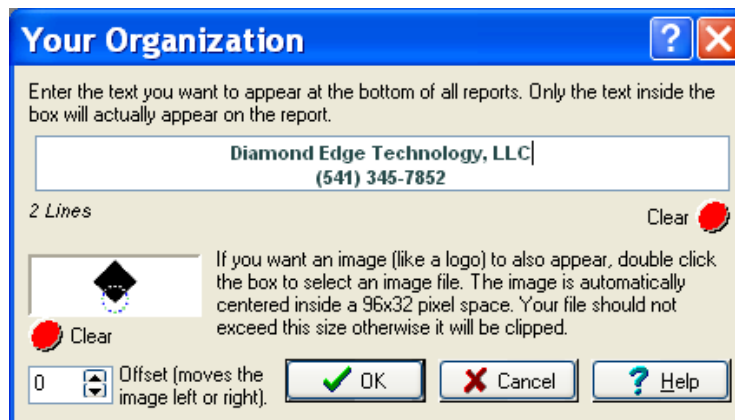 Your Organization
Enter the text you want to appear at the bottom of all reports. Only the text inside the
box will actually appear on the report.
Diamond Edge Technology, LLC
(541) 345-7852
2 Lines
Clear
If you want an image (like a logo) to also appear, double click
the box to select an image file. The image is automatically
centered inside a 96x32 pixel space. Your file should not
exceed this size otherwise it will be clipped.
Clear
0
Offset (moves the
image left or right).
OK
Cancel
Help